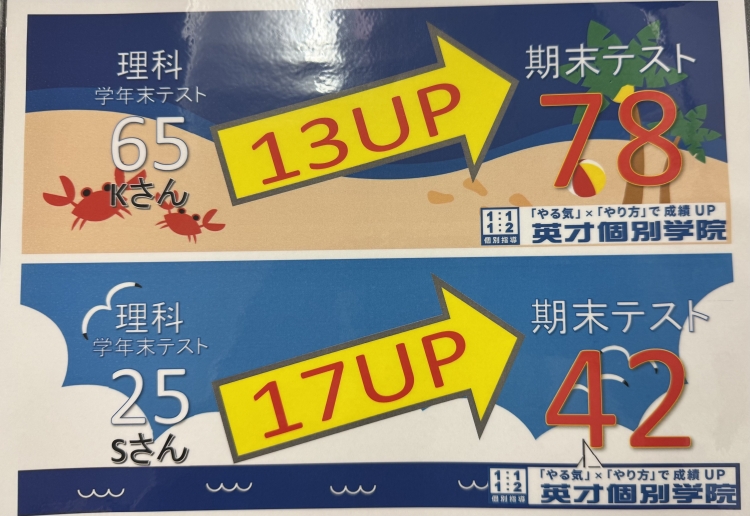 理科
学年末テスト
65
Kさん
13UP
期末テスト
78
1:1
1:2
個別指導
「やる気」×「やり方」で 成績 UP
英才個別学院
理科
学年末テスト
25
Sさん
17UP
期末テスト
42
1:1
1:2
個別指導
「やる気」×「やり方」で 成績 UP
英才個別学院